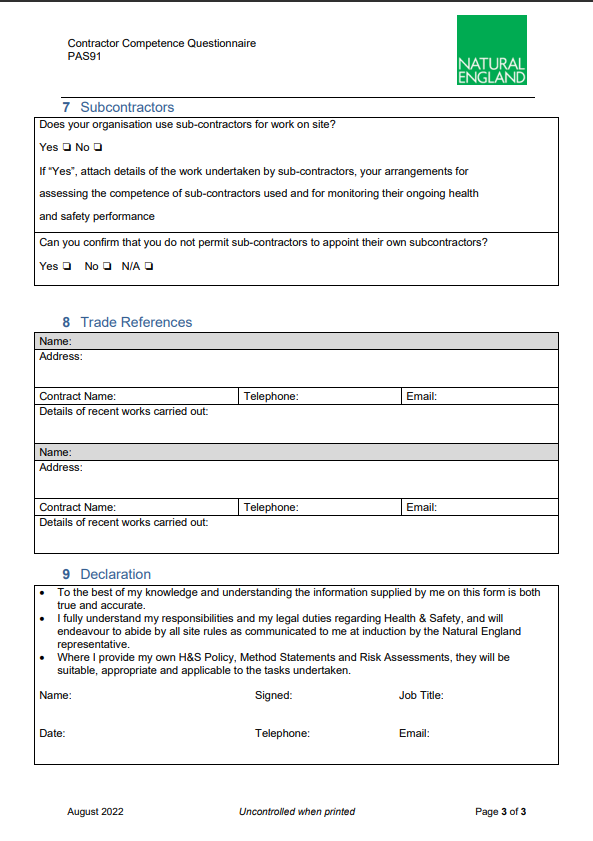 Contractor Competence Questionnaire
PAS91
NATURAL
ENGLAND
7 Subcontractors
Does your organisation use sub-contractors for work on site?
Yes ❑ No ❑
If “Yes”, attach details of the work undertaken by sub-contractors, your arrangements for
assessing the competence of sub-contractors used and for monitoring their ongoing health
and safety performance
Can you confirm that you do not permit sub-contractors to appoint their own subcontractors?
Yes ❑ No ❑ N/A ❑
8 Trade References
Name:
Address:
Contract Name: Telephone: Email:
Details of recent works carried out:
Name:
Address:
Contract Name: Telephone: Email:
Details of recent works carried out:
9 Declaration
• To the best of my knowledge and understanding the information supplied by me on this form is both
true and accurate.
• I fully understand my responsibilities and my legal duties regarding Health & Safety, and will
endeavour to abide by all site rules as communicated to me at induction by the Natural England
representative.
• Where I provide my own H&S Policy, Method Statements and Risk Assessments, they will be
suitable, appropriate and applicable to the tasks undertaken.
Name: Signed: Job Title:
Date: Telephone: Email:
August 2022 Uncontrolled when printed Page 3 of 3